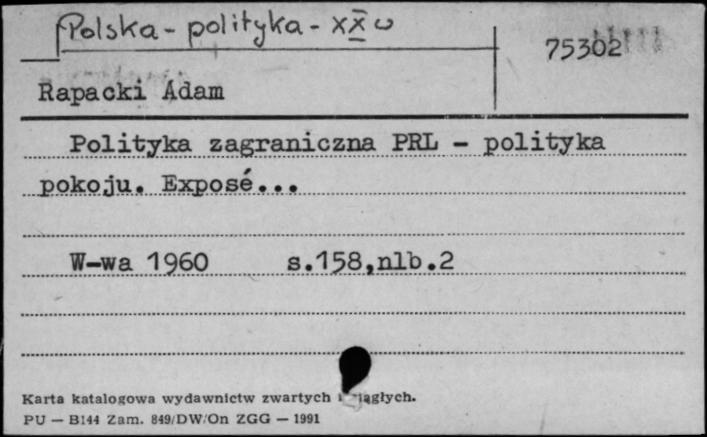 Polska - polityka - XX w
75302
Rapacki Adam
Polityka zagraniczna PRL - polityka
pokoju. Exposé...
W-wa 1960 s.158,nlb.2
Karta katalogowa wydawnictw zwartych
PU — B144 Zam. 849/DW/On ZGG — 1991